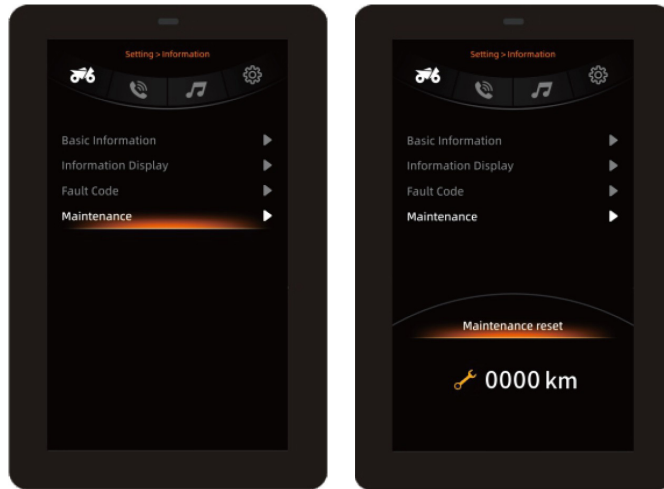 Setting > Information
Basic Information
Information Display
Fault Code
Maintenance
Setting > Information
Basic Information
Information Display
Fault Code
Maintenance
Maintenance reset
0000 km